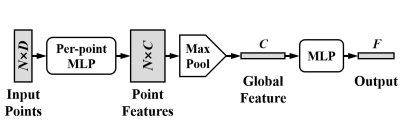 N×D
Per-point
MLP
N×C
Max
Pool
C
MLP
F
Input
Points
Point
Features
Global
Feature
Output